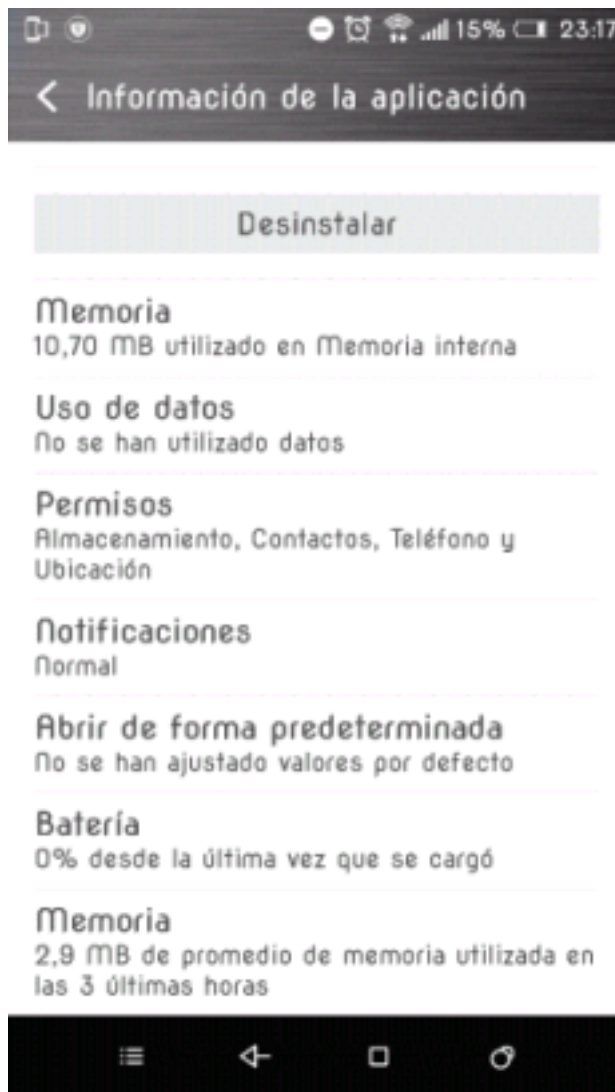 15% 23:17
Información de la aplicación
Desinstalar
Memoria
10,70 MB utilizado en Memoria interna
Uso de datos
No se han utilizado datos
Permisos
Almacenamiento, Contactos, Teléfono y
Ubicación
Notificaciones
Normal
Abrir de forma predeterminada
No se han ajustado valores por defecto
Batería
0% desde la última vez que se cargó
Memoria
2,9 MB de promedio de memoria utilizada en
las 3 últimas horas